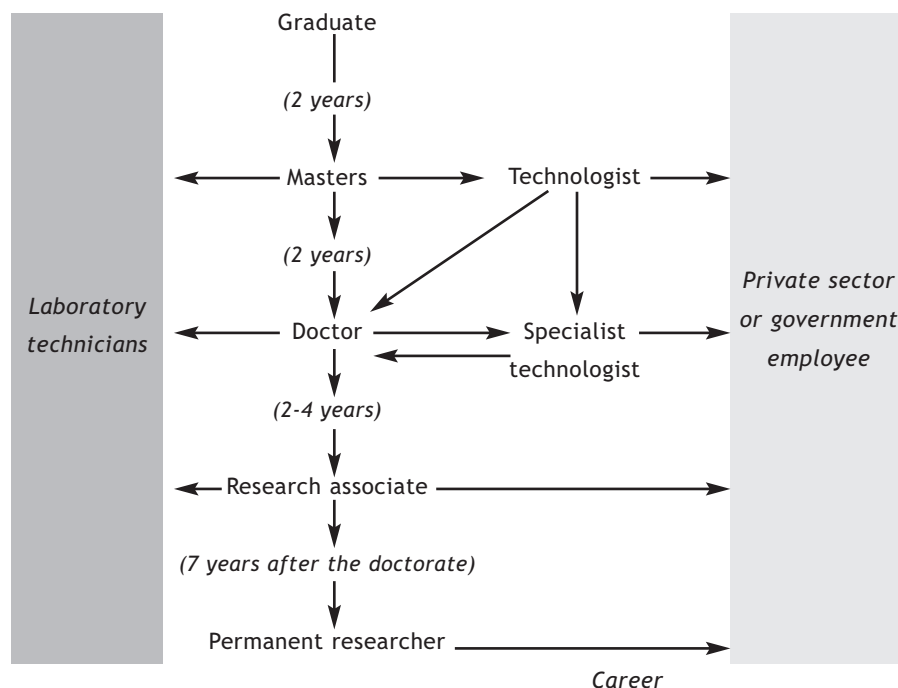 Graduate
(2 years)
Masters
Technologist
(2 years)
Laboratory
technicians
Doctor
Specialist
technologist
Private sector
or government
employee
(2-4 years)
Research associate
(7 years after the doctorate)
Permanent researcher
Career